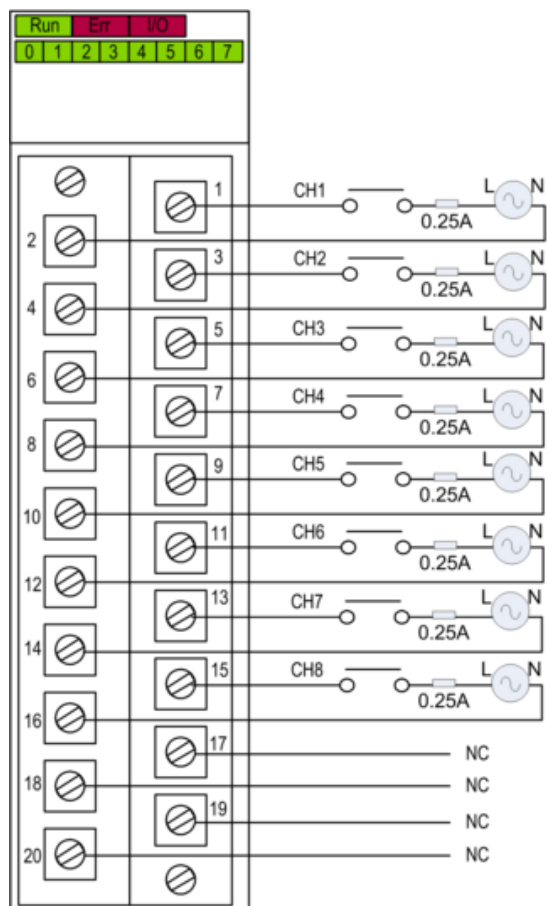 Run Err I/O
0 1 2 3 4 5 6 7
1 CH1 L N
0.25A
2
3 CH2 L N
0.25A
4
5 CH3 L N
0.25A
6
7 CH4 L N
0.25A
8
9 CH5 L N
0.25A
10
11 CH6 L N
0.25A
12
13 CH7 L N
0.25A
14
15 CH8 L N
0.25A
16
17 NC
18 NC
19 NC
20 NC